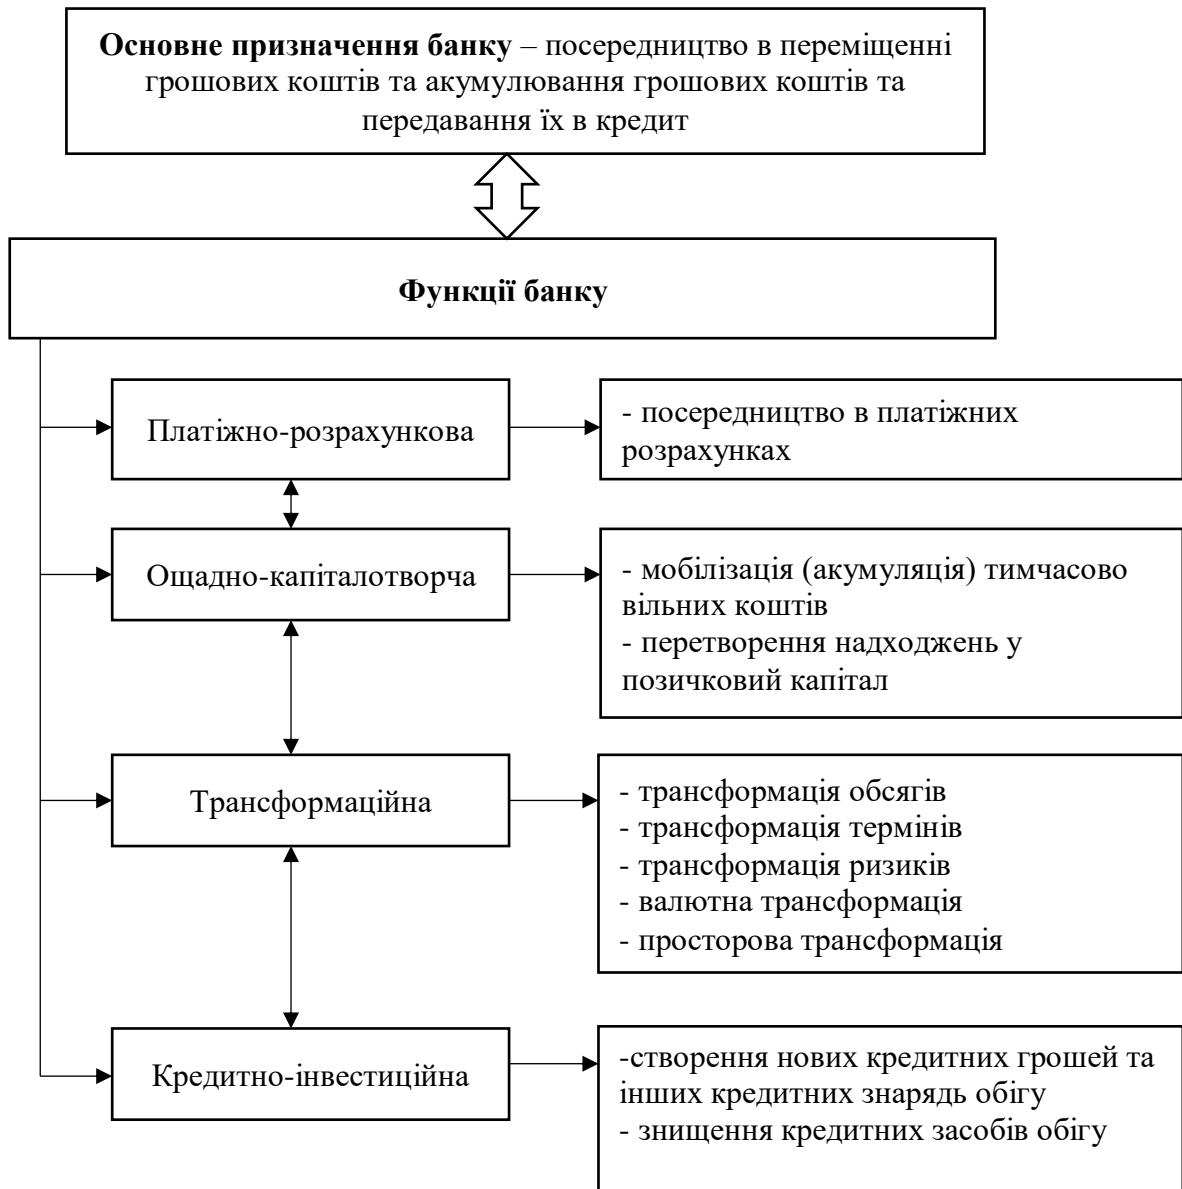 Основне призначення банку – посередництво в переміщенні
грошових коштів та акумулювання грошових коштів та
передавання їх в кредит
Функції банку
Платіжно-розрахункова
- посередництво в платіжних
розрахунках
Ощадно-капіталотворча
- мобілізація (акумуляція) тимчасово
вільних коштів
- перетворення надходжень у
позичковий капітал
Трансформаційна
- трансформація обсягів
- трансформація термінів
- трансформація ризиків
- валютна трансформація
- просторова трансформація
Кредитно-інвестиційна
-створення нових кредитних грошей та
інших кредитних знарядь обігу
- знищення кредитних засобів обігу